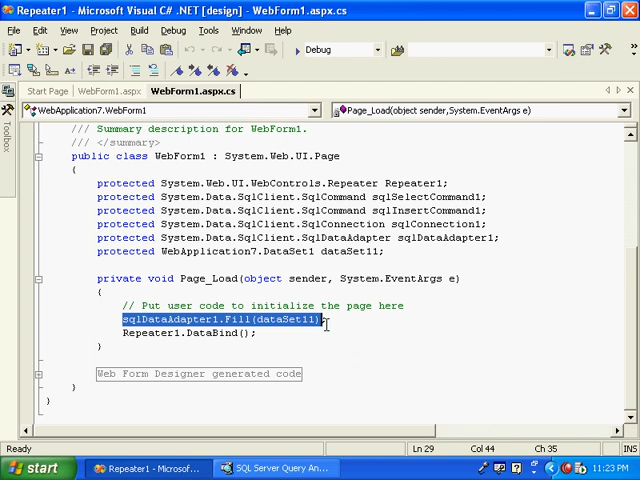 Repeater1 - Microsoft Visual C# .NET [design] - WebForm1.aspx.cs
File Edit View Project Build Debug Tools Window Help
Debug
Start Page WebForm1.aspx WebForm1.aspx.cs
WebApplication7.WebForm1 Page_Load(object sender,System.EventArgs e)
Toolbox
/// Summary description for WebForm1.
/// </summary>
public class WebForm1 : System.Web.UI.Page
{
protected System.Web.UI.WebControls.Repeater Repeater1;
protected System.Data.SqlClient.SqlCommand sqlSelectCommand1;
protected System.Data.SqlClient.SqlCommand sqlInsertCommand1;
protected System.Data.SqlClient.SqlConnection sqlConnection1;
protected System.Data.SqlClient.SqlDataAdapter sqlDataAdapter1;
protected WebApplication7.DataSet1 dataSet11;
private void Page_Load(object sender, System.EventArgs e)
{
// Put user code to initialize the page here
sqlDataAdapter1.Fill(dataSet11);
Repeater1.DataBind();
}
Web Form Designer generated code
}
}
Ready Ln 29 Col 44 Ch 35 INS
start Repeater1 - Microsof... SQL Server Query An... 11:23 PM